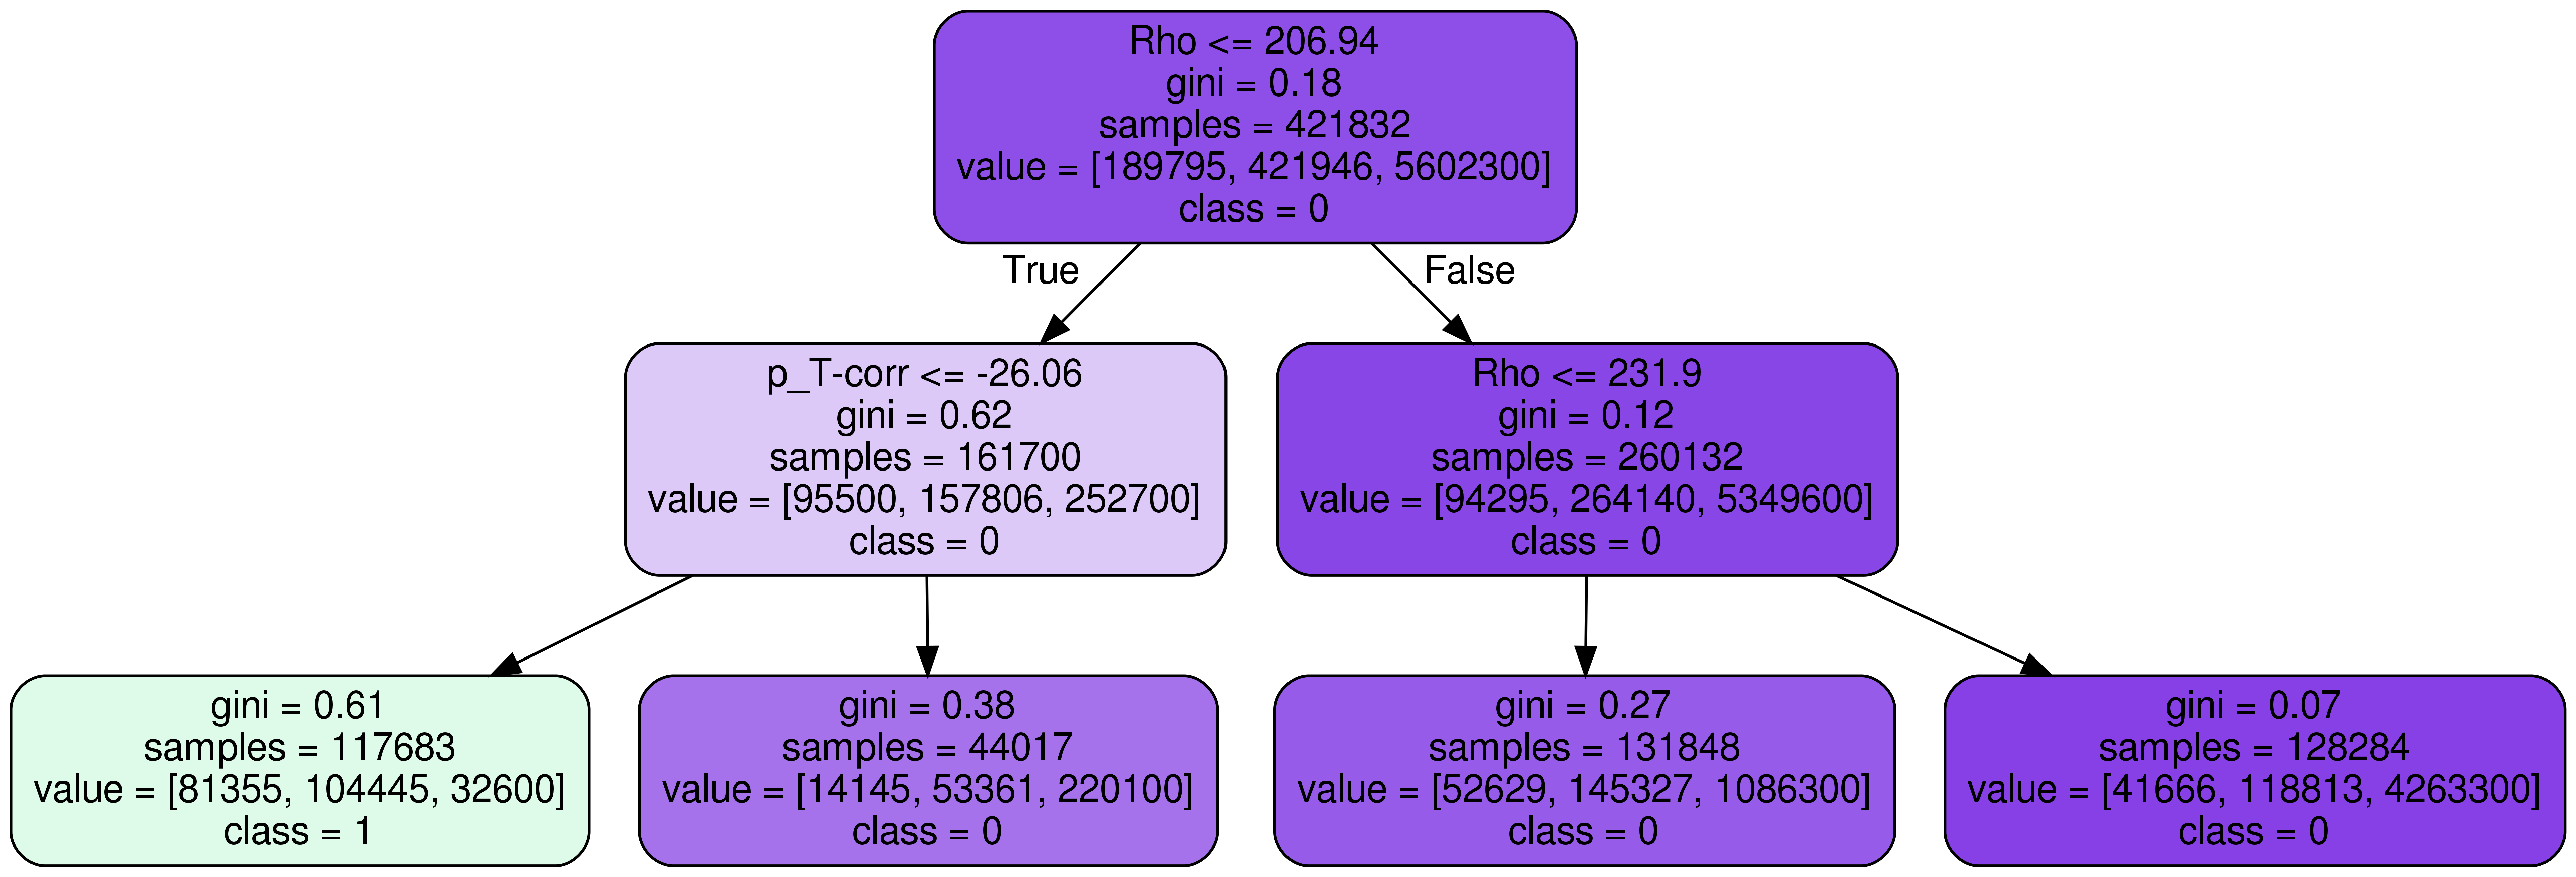 Rho <= 206.94
gini = 0.18
samples = 421832
value = [189795, 421946, 5602300]
class = 0
True
False
p_T-corr <= -26.06
gini = 0.62
samples = 161700
value = [95500, 157806, 252700]
class = 0
Rho <= 231.9
gini = 0.12
samples = 260132
value = [94295, 264140, 5349600]
class = 0
gini = 0.61
samples = 117683
value = [81355, 104445, 32600]
class = 1
gini = 0.38
samples = 44017
value = [14145, 53361, 220100]
class = 0
gini = 0.27
samples = 131848
value = [52629, 145327, 1086300]
class = 0
gini = 0.07
samples = 128284
value = [41666, 118813, 4263300]
class = 0